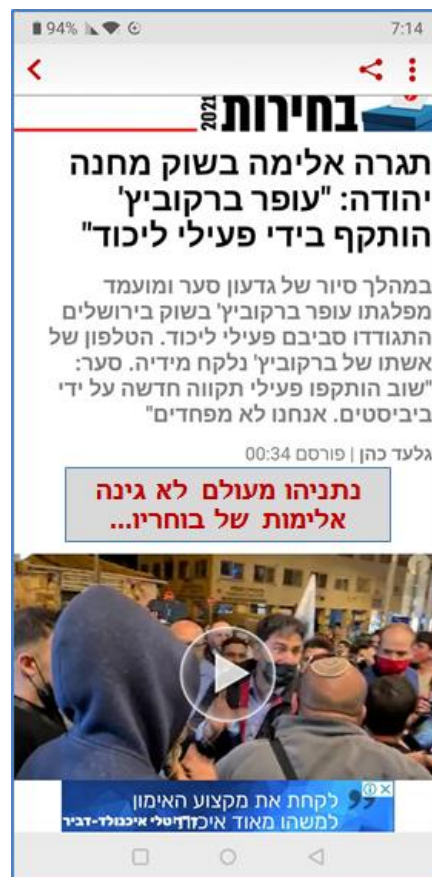 94%
7:14
בחירות 2021
תגרה אלימה בשוק מחנה
יהודה: "עופר ברקוביץ'
הותקף בידי פעילי ליכוד"
במהלך סיור של גדעון סער ומועמד
מפלגתו עופר ברקוביץ' בשוק בירושלים
התגודדו סביבם פעילי ליכוד. הטלפון של
אשתו של ברקוביץ' נלקח מידיה. סער:
"שוב הותקפו פעילי תקווה חדשה על ידי
ביביסטים. אנחנו לא מפחדים"
גלעד כהן | פורסם 00:34
נתניהו מעולם לא גינה
אלימות של בוחריו...
לקחת את מקצוע האימון
למשהו מאוד איכותי
איכנולד-דביר